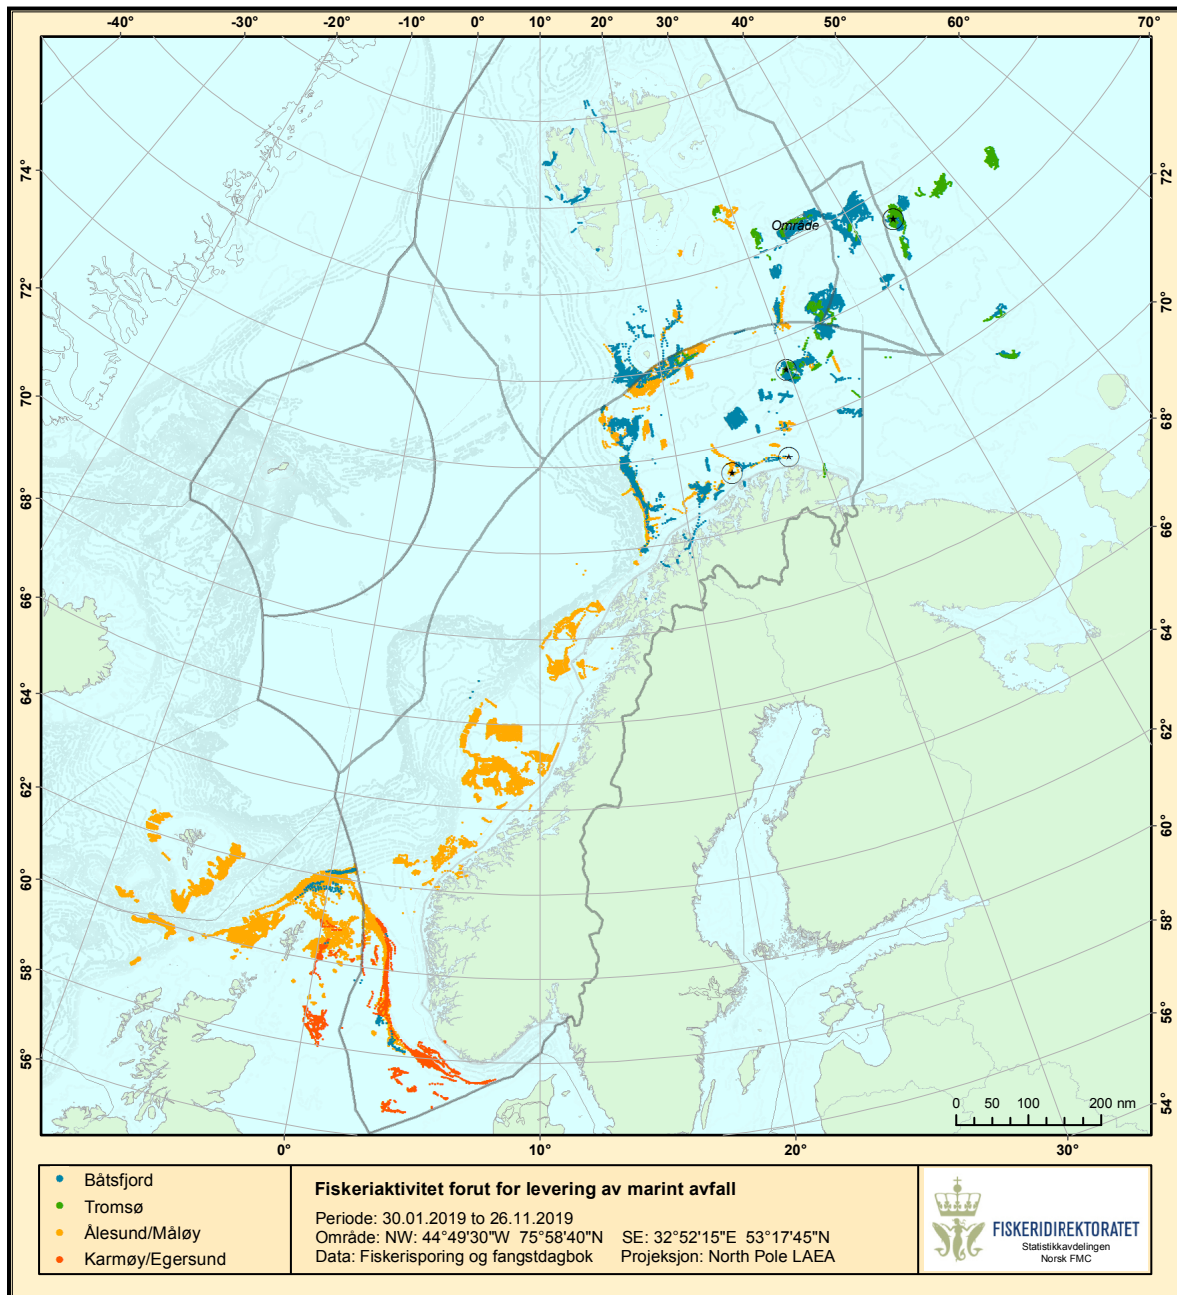 -40° -30° -20° -10° 0° 10° 20° 30° 40° 50° 60° 70°
74°
72°
70°
68°
66°
64°
62°
60°
58°
56°
72°
70°
68°
66°
64°
62°
60°
58°
56°
54°
Område
0 50 100 200 nm
0° 10° 20° 30°
Båtsfjord
Tromsø
Ålesund/Måløy
Karmøy/Egersund
Fiskeriaktivitet forut for levering av marint avfall
Periode: 30.01.2019 to 26.11.2019
Område: NW: 44°49'30"W 75°58'40"N SE: 32°52'15"E 53°17'45"N
Data: Fiskerisporing og fangstdagbok Projeksjon: North Pole LAEA
FISKERIDIREKTORATET
Statistikkavdelingen
Norsk FMC